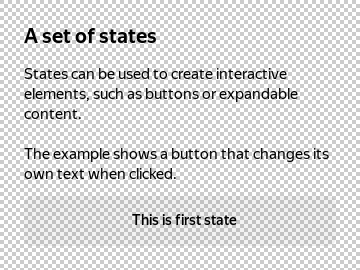 A set of states
States can be used to create interactive
elements, such as buttons or expandable
content.
The example shows a button that changes its
own text when clicked.
This is first state